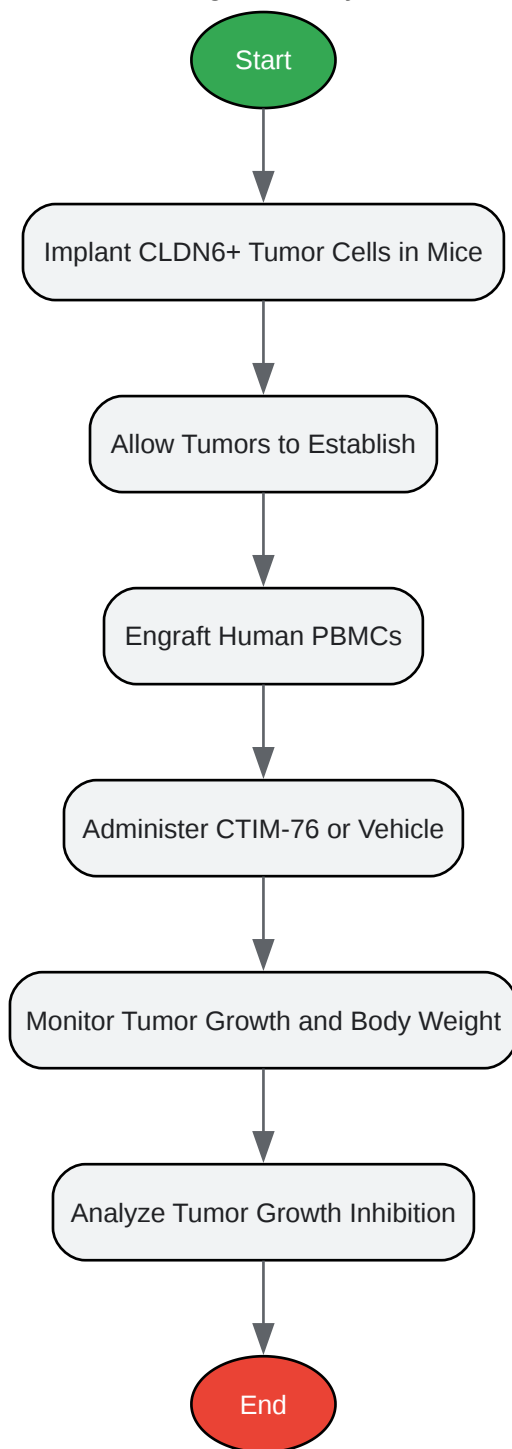 Start
Implant CLDN6+ Tumor Cells in Mice
Allow Tumors to Establish
Engraft Human PBMCs
Administer CTIM-76 or Vehicle
Monitor Tumor Growth and Body Weight
Analyze Tumor Growth Inhibition
End